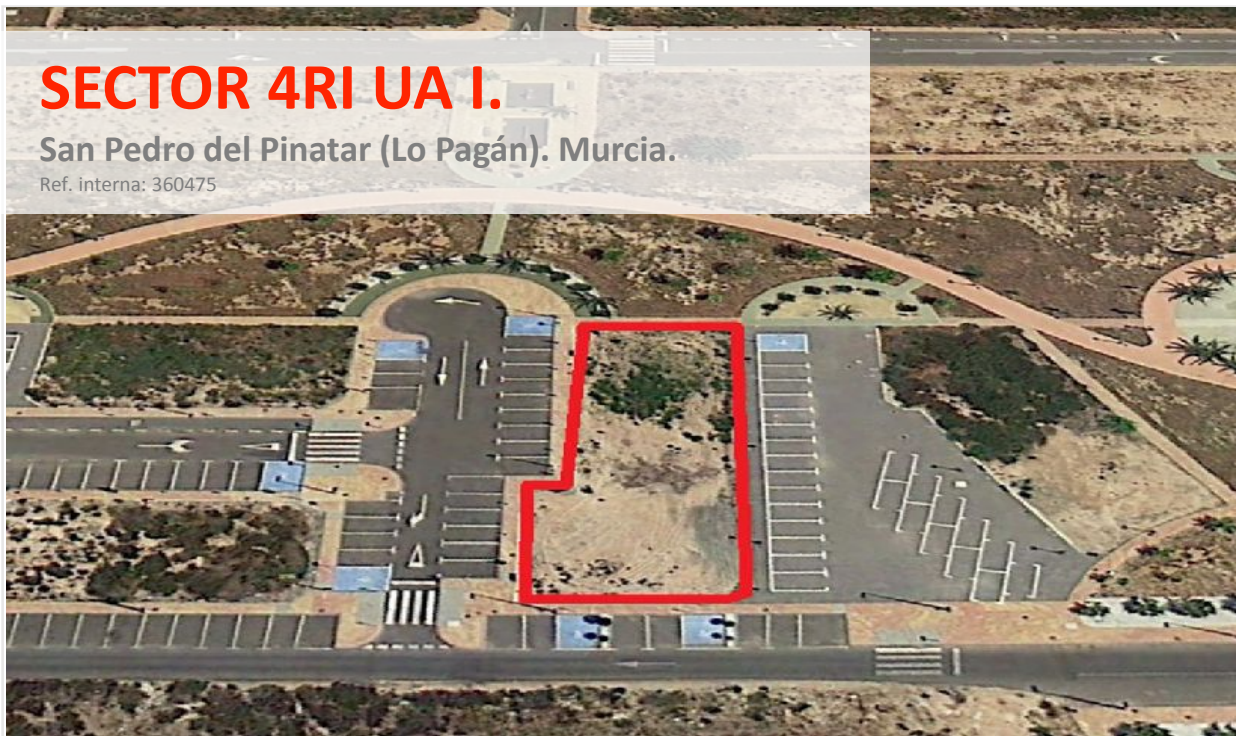 SECTOR 4RI UA I.
San Pedro del Pinatar (Lo Pagán). Murcia.
Ref. interna: 360475